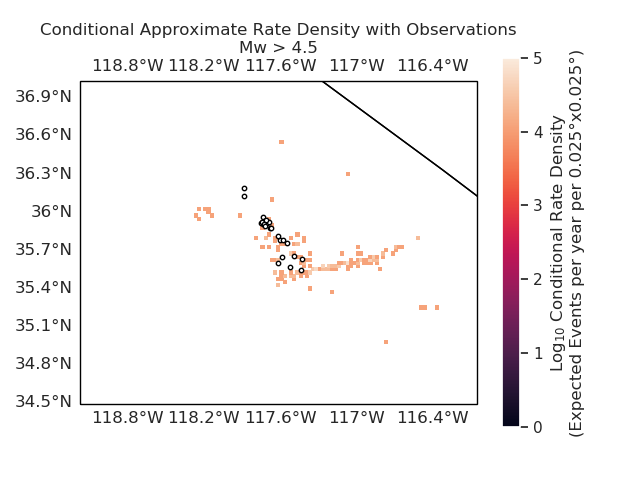 Conditional Approximate Rate Density with Observations
Mw > 4.5
118.8°W 118.2°W 117.6°W 117°W 116.4°W
36.9°N
36.6°N
36.3°N
36°N
35.7°N
35.4°N
35.1°N
34.8°N
34.5°N
118.8°W 118.2°W 117.6°W 117°W 116.4°W
5
4
3
2
1
0
Log₁₀ Conditional Rate Density
(Expected Events per year per 0.025°x0.025°)